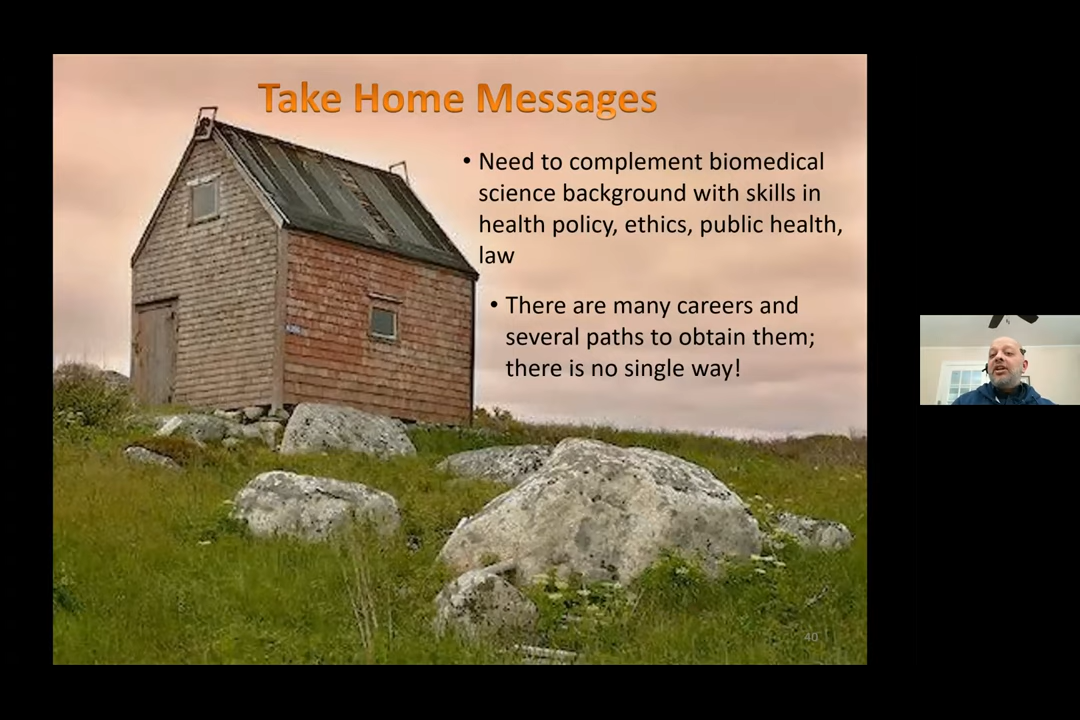 Take Home Messages
• Need to complement biomedical
science background with skills in
health policy, ethics, public health,
law
• There are many careers and
several paths to obtain them;
there is no single way!
40